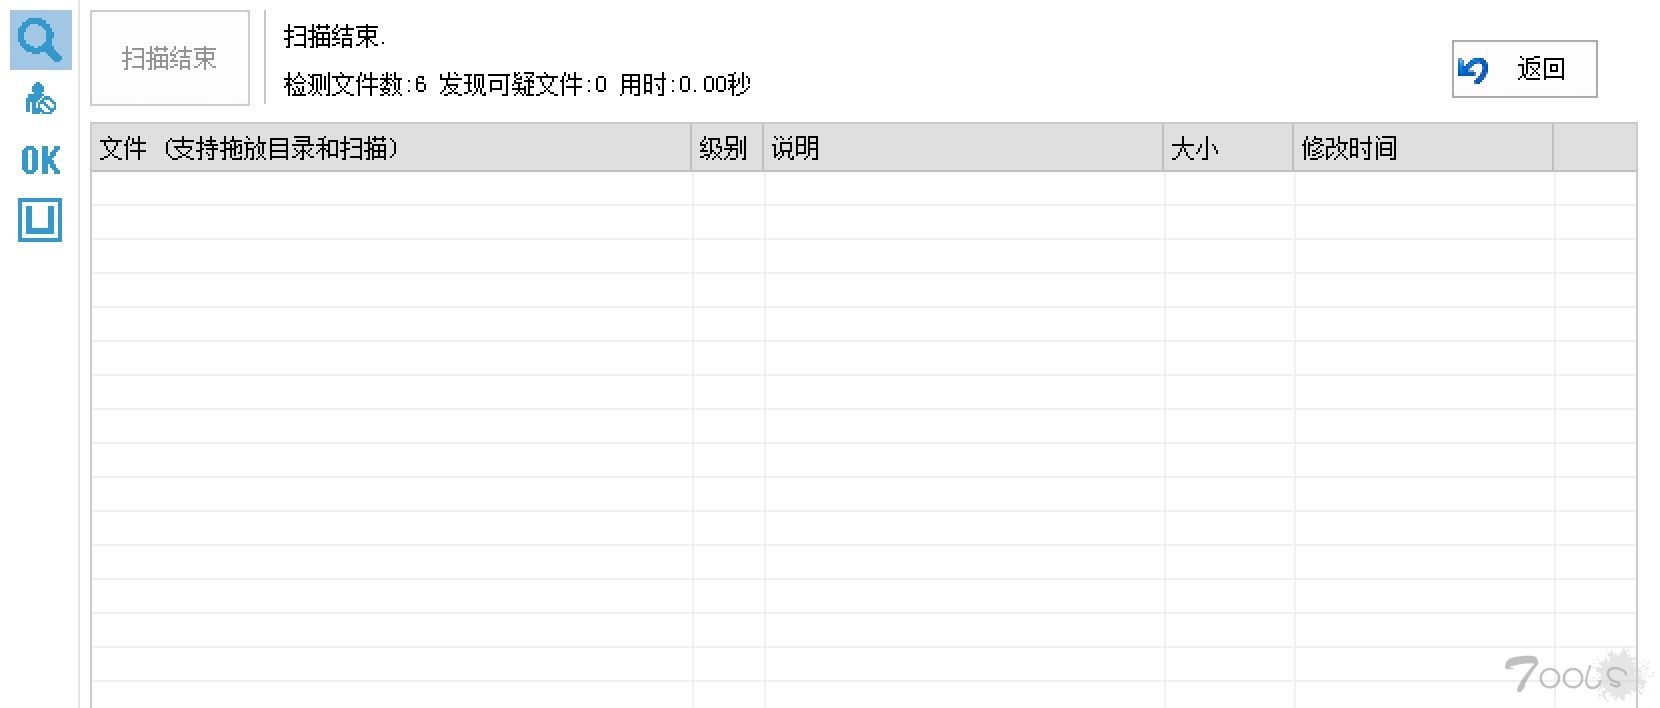 扫描结束
扫描结束.
检测文件数:6 发现可疑文件:0 用时:0.00秒
返回
OK
文件 (支持拖放目录和扫描) 级别 说明 大小 修改时间
7ooLS